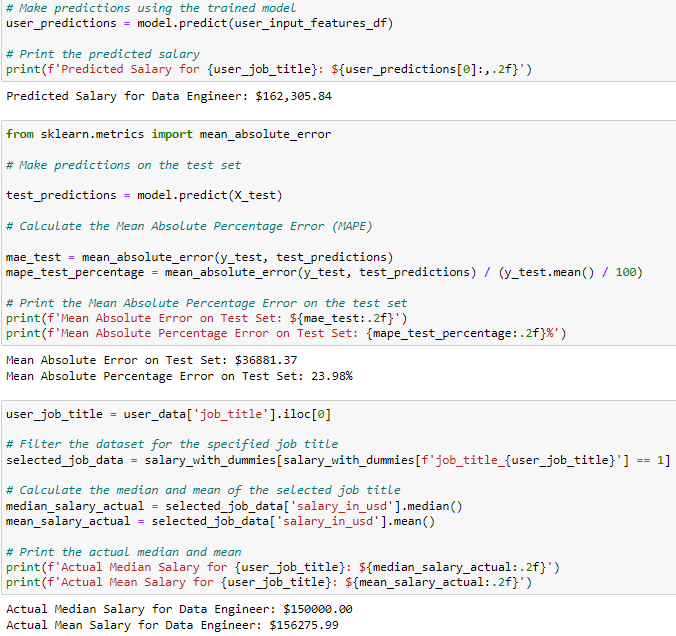 # Make predictions using the trained model
user_predictions = model.predict(user_input_features_df)
# Print the predicted salary
print(f'Predicted Salary for {user_job_title}: ${user_predictions[0]:,.2f}')
Predicted Salary for Data Engineer: $162,305.84
from sklearn.metrics import mean_absolute_error
# Make predictions on the test set
test_predictions = model.predict(X_test)
# Calculate the Mean Absolute Percentage Error (MAPE)
mae_test = mean_absolute_error(y_test, test_predictions)
mape_test_percentage = mean_absolute_error(y_test, test_predictions) / (y_test.mean() / 100)
# Print the Mean Absolute Percentage Error on the test set
print(f'Mean Absolute Error on Test Set: ${mae_test:.2f}')
print(f'Mean Absolute Percentage Error on Test Set: {mape_test_percentage:.2f}%')
Mean Absolute Error on Test Set: $36881.37
Mean Absolute Percentage Error on Test Set: 23.98%
user_job_title = user_data['job_title'].iloc[0]
# Filter the dataset for the specified job title
selected_job_data = salary_with_dummies[salary_with_dummies[f'job_title_{user_job_title}'] == 1]
# Calculate the median and mean of the selected job title
median_salary_actual = selected_job_data['salary_in_usd'].median()
mean_salary_actual = selected_job_data['salary_in_usd'].mean()
# Print the actual median and mean
print(f'Actual Median Salary for {user_job_title}: ${median_salary_actual:.2f}')
print(f'Actual Mean Salary for {user_job_title}: ${mean_salary_actual:.2f}')
Actual Median Salary for Data Engineer: $150000.00
Actual Mean Salary for Data Engineer: $156275.99